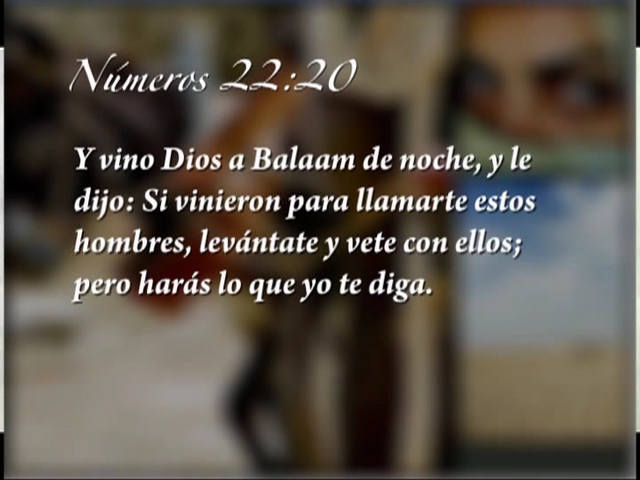 Números 22:20
Y vino Dios a Balaam de noche, y le
dijo: Si vinieron para llamarte estos
hombres, levántate y vete con ellos;
pero harás lo que yo te diga.